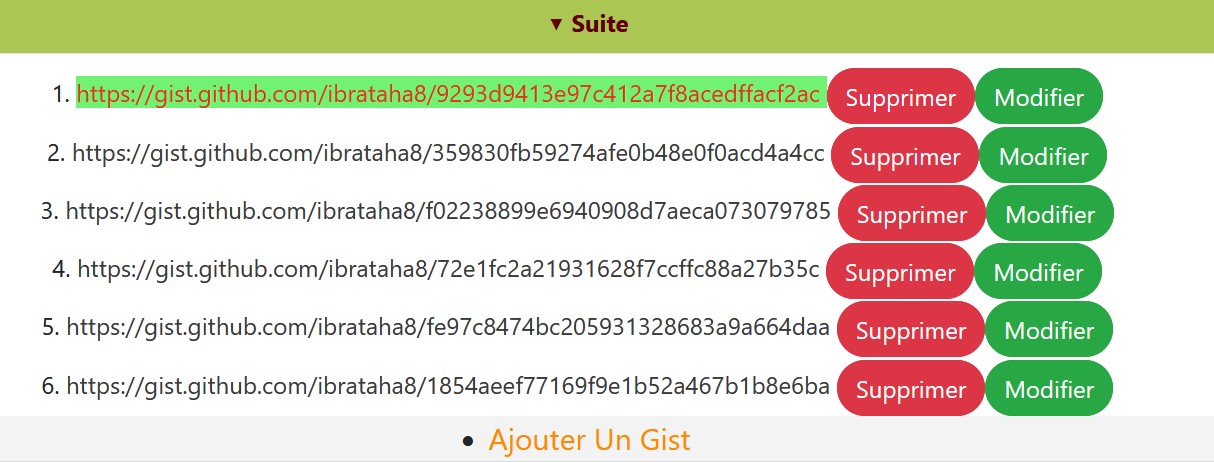 ▼ Suite
1. https://gist.github.com/ibrataha8/9293d9413e97c412a7f8acedffacf2ac Supprimer Modifier
2. https://gist.github.com/ibrataha8/359830fb59274afe0b48e0f0acd4a4cc Supprimer Modifier
3. https://gist.github.com/ibrataha8/f02238899e6940908d7aeca073079785 Supprimer Modifier
4. https://gist.github.com/ibrataha8/72e1fc2a21931628f7ccffc88a27b35c Supprimer Modifier
5. https://gist.github.com/ibrataha8/fe97c8474bc205931328683a9a664daa Supprimer Modifier
6. https://gist.github.com/ibrataha8/1854aeef77169f9e1b52a467b1b8e6ba Supprimer Modifier
• Ajouter Un Gist